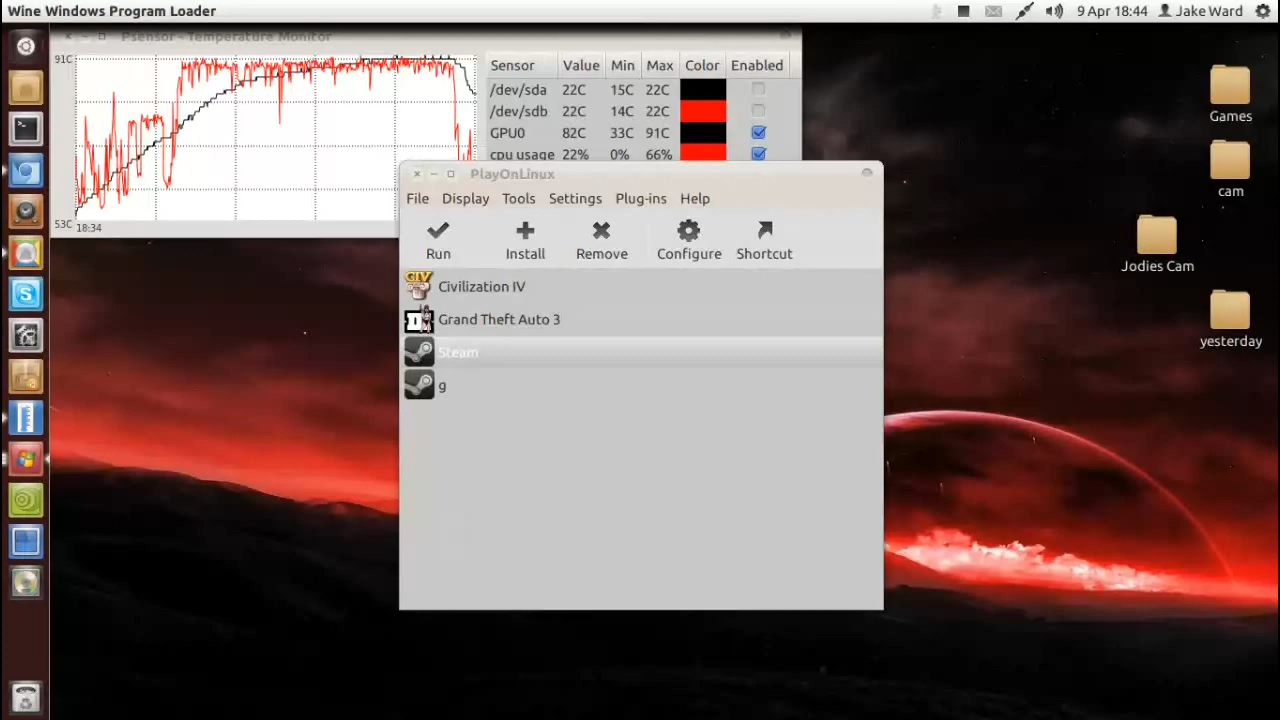 Wine Windows Program Loader
9 Apr 18:44 Jake Ward
Psensor - Temperature Monitor
91C
53C
18:34
Sensor Value Min Max Color Enabled
/dev/sda 22C 15C 22C
/dev/sdb 22C 14C 22C
GPU0 82C 33C 91C
cpu usage 22% 0% 66%
PlayOnLinux
File Display Tools Settings Plug-ins Help
Run Install Remove Configure Shortcut
CIV Civilization IV
Grand Theft Auto 3
Steam
g
Games
cam
Jodies Cam
yesterday